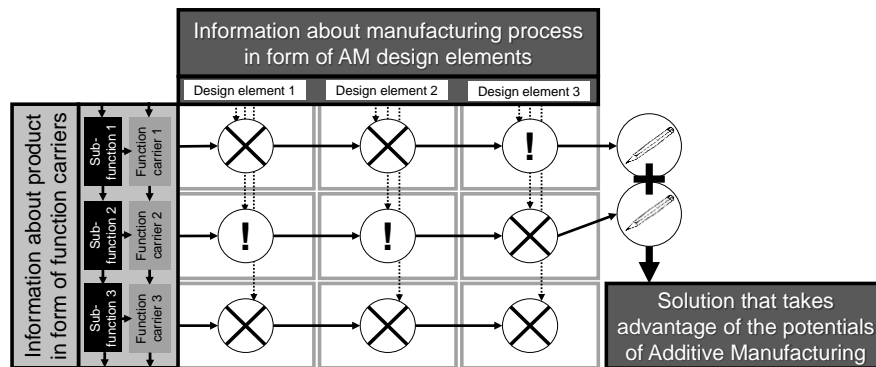 Information about manufacturing process
in form of AM design elements
Design element 1
Design element 2
Design element 3
Information about product
in form of function carriers
Sub-
function 1
Function
carrier 1
!
Sub-
function 2
Function
carrier 2
!
!
Sub-
function 3
Function
carrier 3
Solution that takes
advantage of the potentials
of Additive Manufacturing